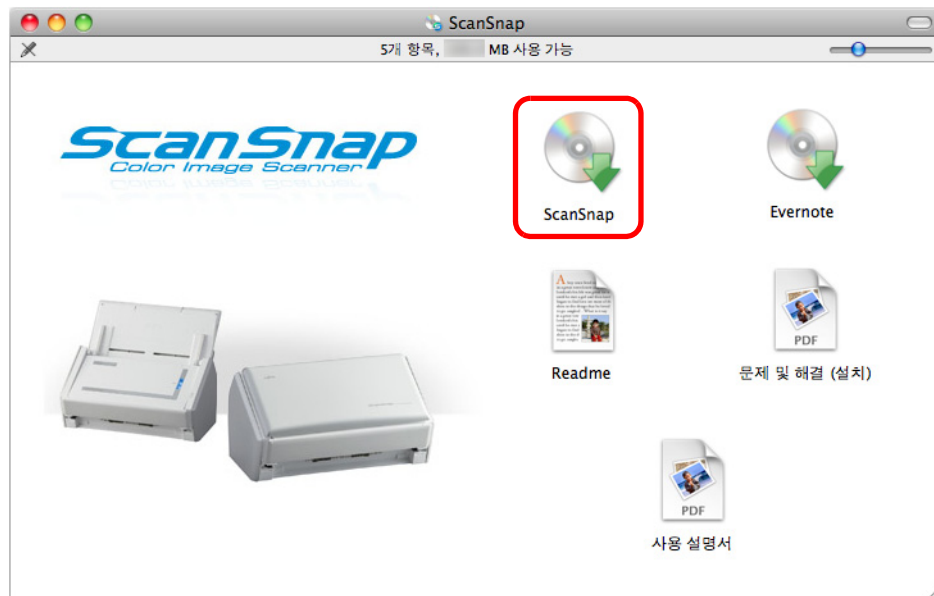 ScanSnap
5개 항목, MB 사용 가능
ScanSnap
Color Image Scanner
ScanSnap
Evernote
Readme
PDF
문제 및 해결 (설치)
PDF
사용 설명서